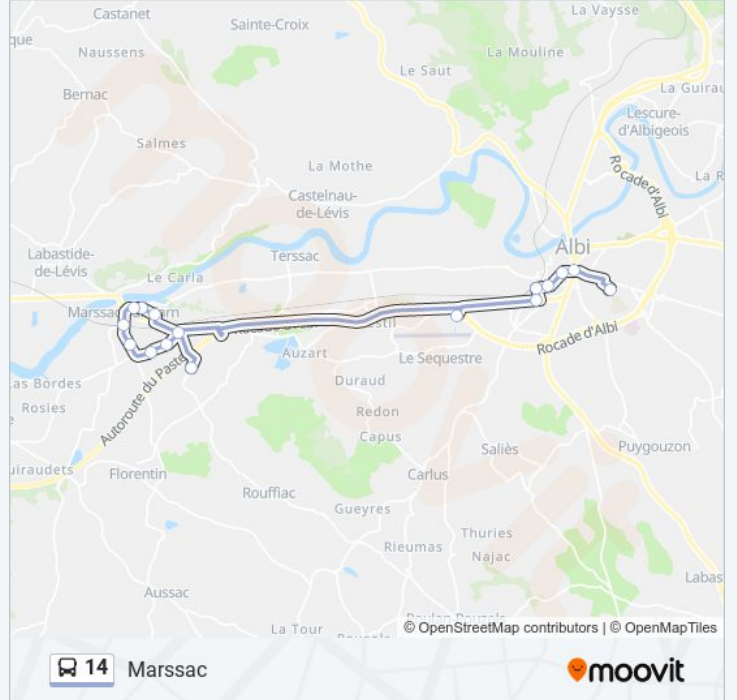 Castanet
Sainte-Croix
La Vaysse
que
Naussens
La Mouline
Le Saut
Bernac
La Guirau
Lescure-
d'Albigeois
Salmes
La Mothe
La R
Rocade d'Albi
Castelnau-
de-Lévis
Albi
Labastide-
de-Lévis
Terssac
Le Carla
Marssac
Rocade d'Albi
Auzart
Le Sequestre
Autoroute du Paste
as Bordes
Duraud
Rosies
Redon
Capus
Saliès
Puygouzon
uiraudets
Florentin
Carlus
Rouffiac
Gueyres
Thuries
Rieumas
Najac
Labas
Aussac
La Tour
© OpenStreetMap contributors | © OpenMapTiles
14 Marssac
moovit